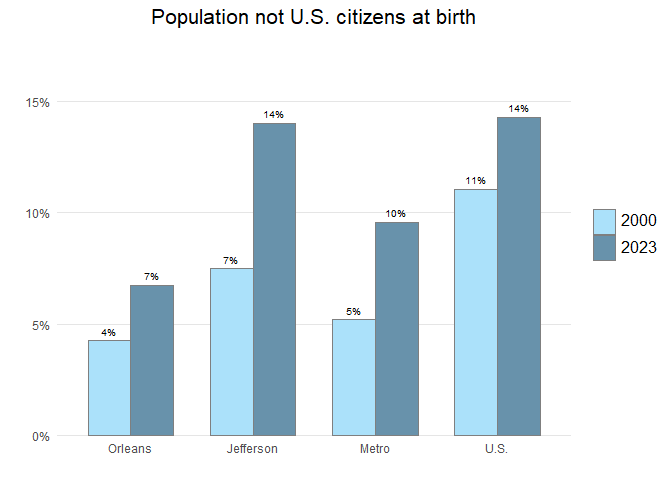 Population not U.S. citizens at birth
15%
10%
5%
0%
4%
7%
7%
14%
5%
10%
11%
14%
Orleans
Jefferson
Metro
U.S.
2000
2023